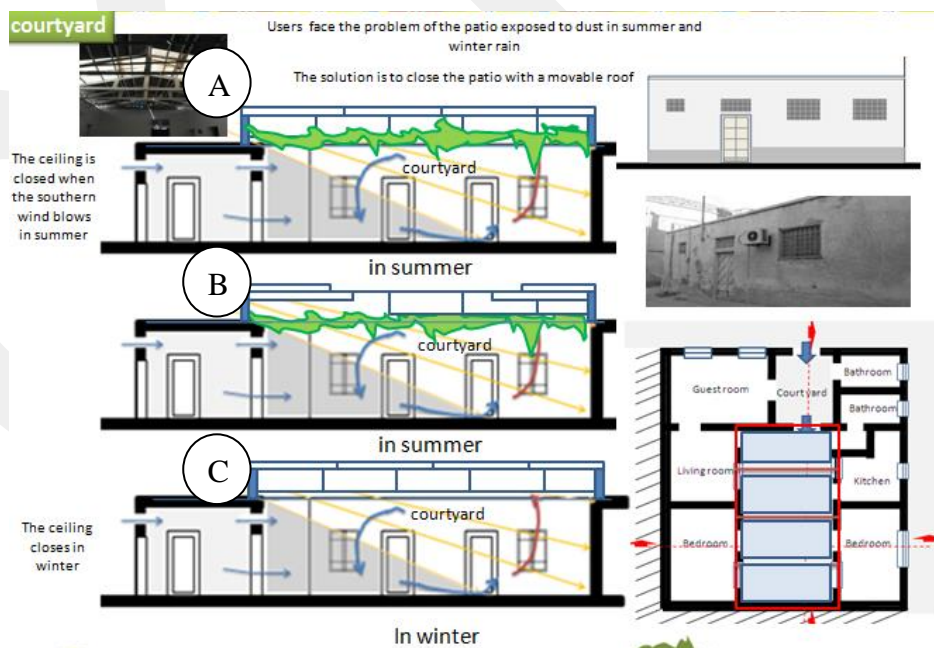 courtyard
Users face the problem of the patio exposed to dust in summer and
winter rain
The solution is to close the patio with a movable roof
A
The ceiling is
closed when
the southern
wind blows
in summer
courtyard
in summer
B
courtyard
in summer
C
The ceiling
closes in
winter
courtyard
In winter
Guest room
Courtyard
Bathroom
Bathroom
Living room
Kitchen
Bedroom
Bedroom